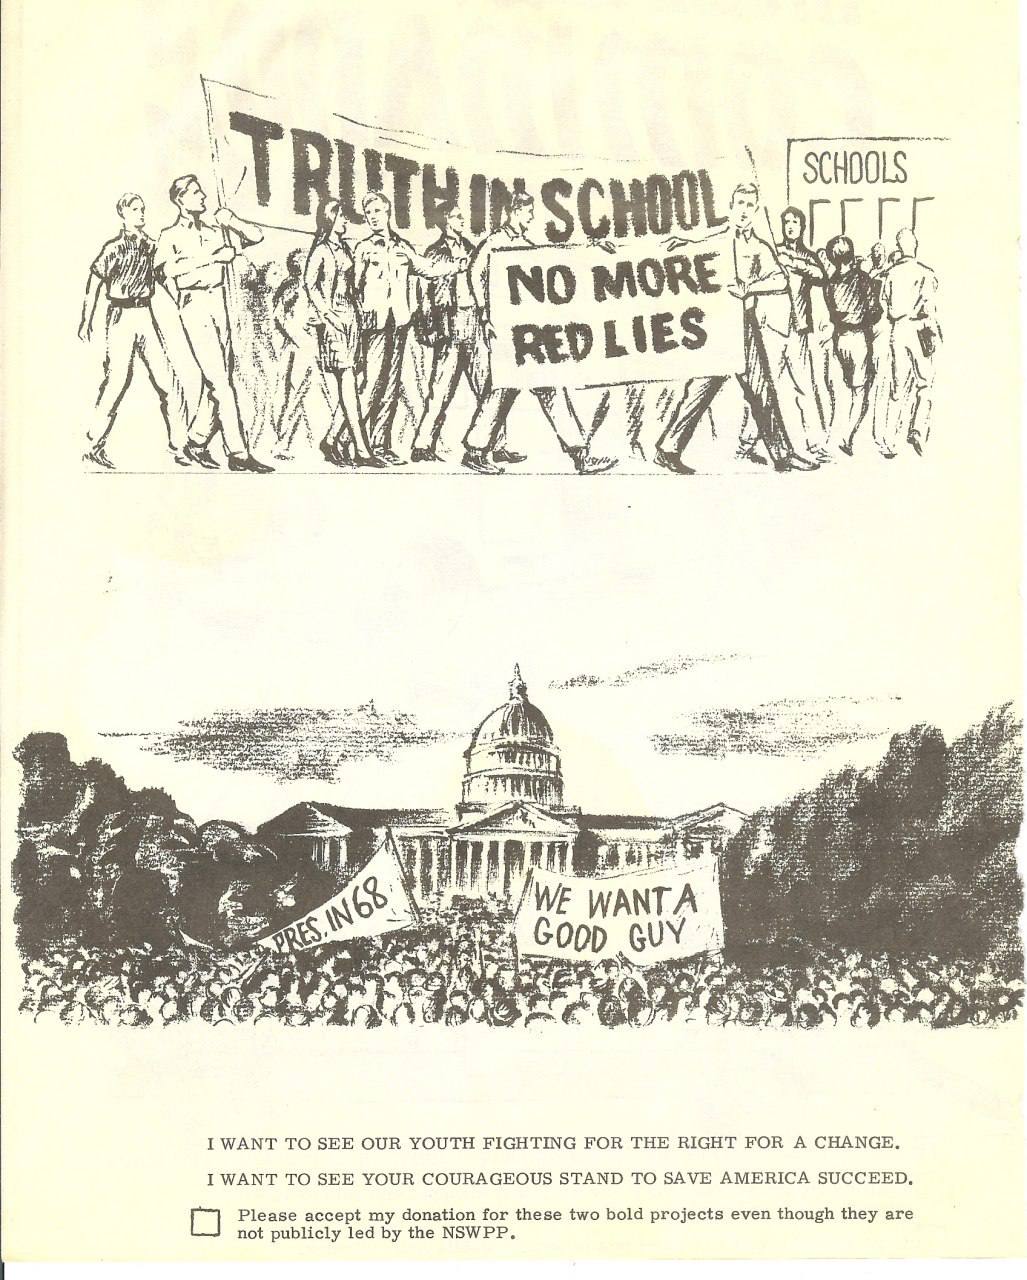 TRUTH IN SCHOOL
SCHOOLS
NO MORE
RED LIES
PRES. IN 68
WE WANT A
GOOD GUY
I WANT TO SEE OUR YOUTH FIGHTING FOR THE RIGHT FOR A CHANGE.
I WANT TO SEE YOUR COURAGEOUS STAND TO SAVE AMERICA SUCCEED.
Please accept my donation for these two bold projects even though they are
not publicly led by the NSWPP.